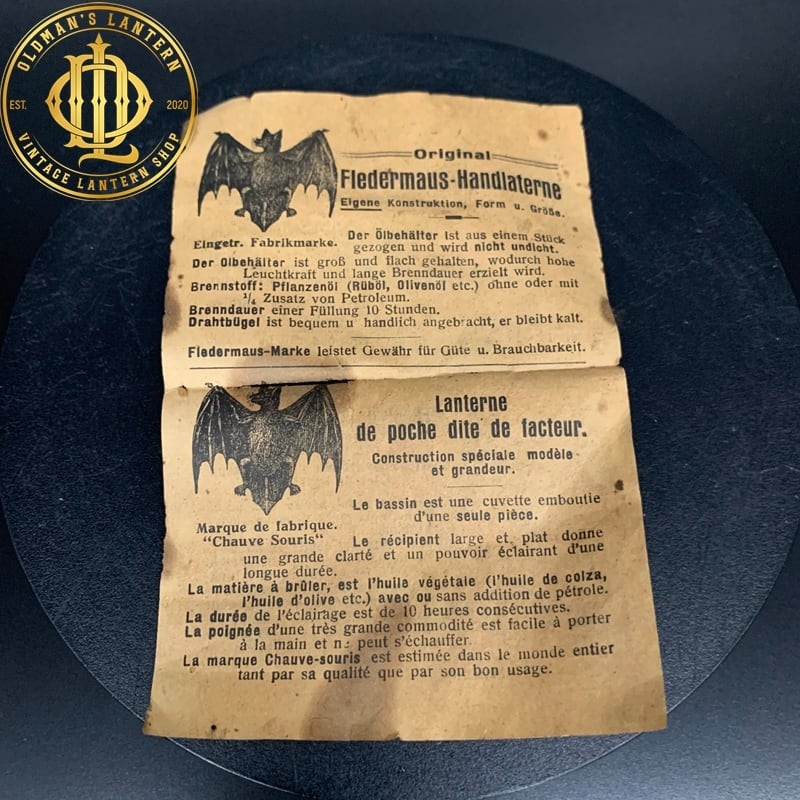 OLDMAN'S LANTERN
EST. 2020
VINTAGE LANTERN SHOP
Original
Fledermaus-Handlaterne
Eigene Konstruktion, Form u. Größe.
Eingetr. Fabrikmarke.
Der Ölbehälter ist aus einem Stück
gezogen und wird nicht undicht.
Der Olbehälter ist groß und flach gehalten, wodurch hohe
Leuchtkraft und lange Brenndauer erzielt wird.
Brennstoff: Pflanzenöl (Rüböl, Olivenöl etc.) ohne oder mit
¼ Zusatz von Petroleum.
Brenndauer einer Füllung 10 Stunden.
Drahtbügel ist bequem u handlich angebracht, er bleibt kalt.
Fledermaus-Marke leistet Gewähr für Güte u. Brauchbarkeit.
Lanterne
de poche dite de facteur.
Construction spéciale modèle
et grandeur.
Marque de fabrique.
"Chauve Souris"
Le bassin est une cuvette emboutie
d'une seule pièce.
Le récipient large et plat donne
une grande clarté et un pouvoir éclairant d'une
longue durée.
La matière à brûler, est l'huile végétale (l'huile de colza,
l'huile d'olive etc.) avec ou sans addition de pétrole.
La durée de l'éclairage est de 10 heures consécutives.
La poignée d'une très grande commodité est facile à porter
à la main et ne peut s'échauffer.
La marque Chauve-souris est estimée dans le monde entier
tant par sa qualité que par son bon usage.